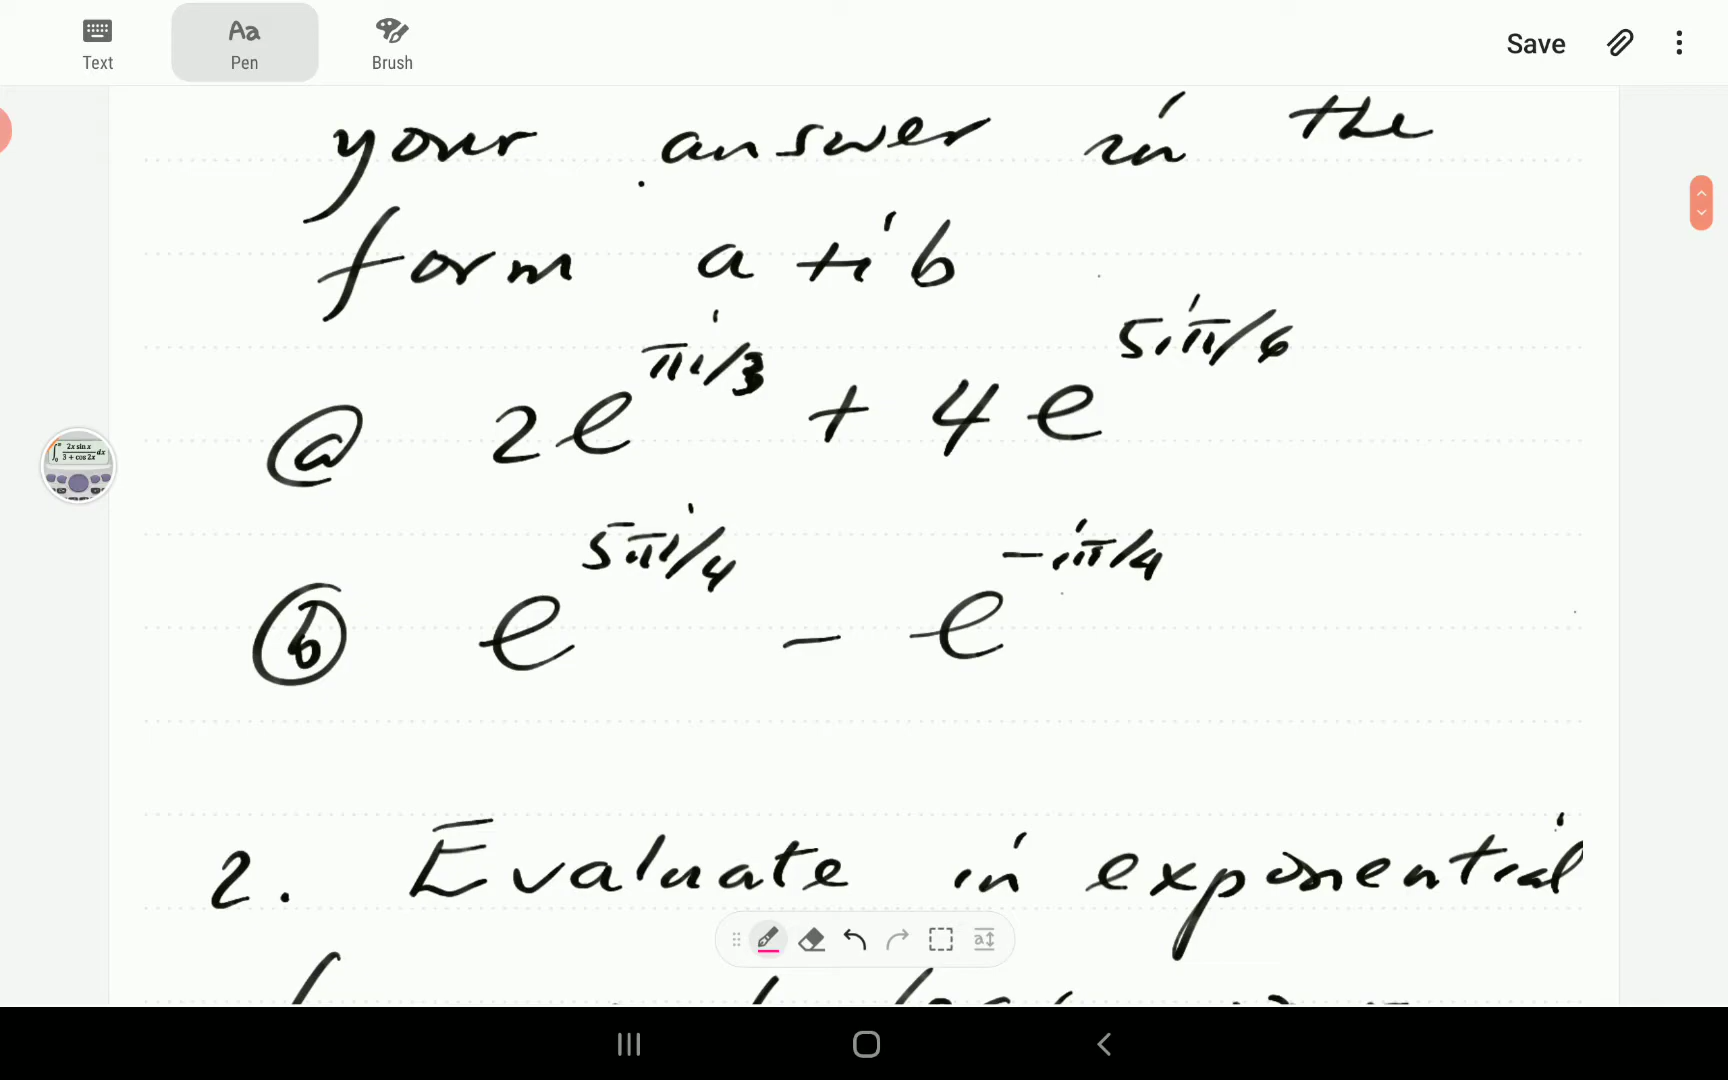 Text Pen Brush Save
your answer in the
form a + i b
ⓐ 2e^{πi/3} + 4e^{5iπ/6}
ⓑ e^{5πi/4} - e^{-iπ/4}
2. Evaluate in exponential